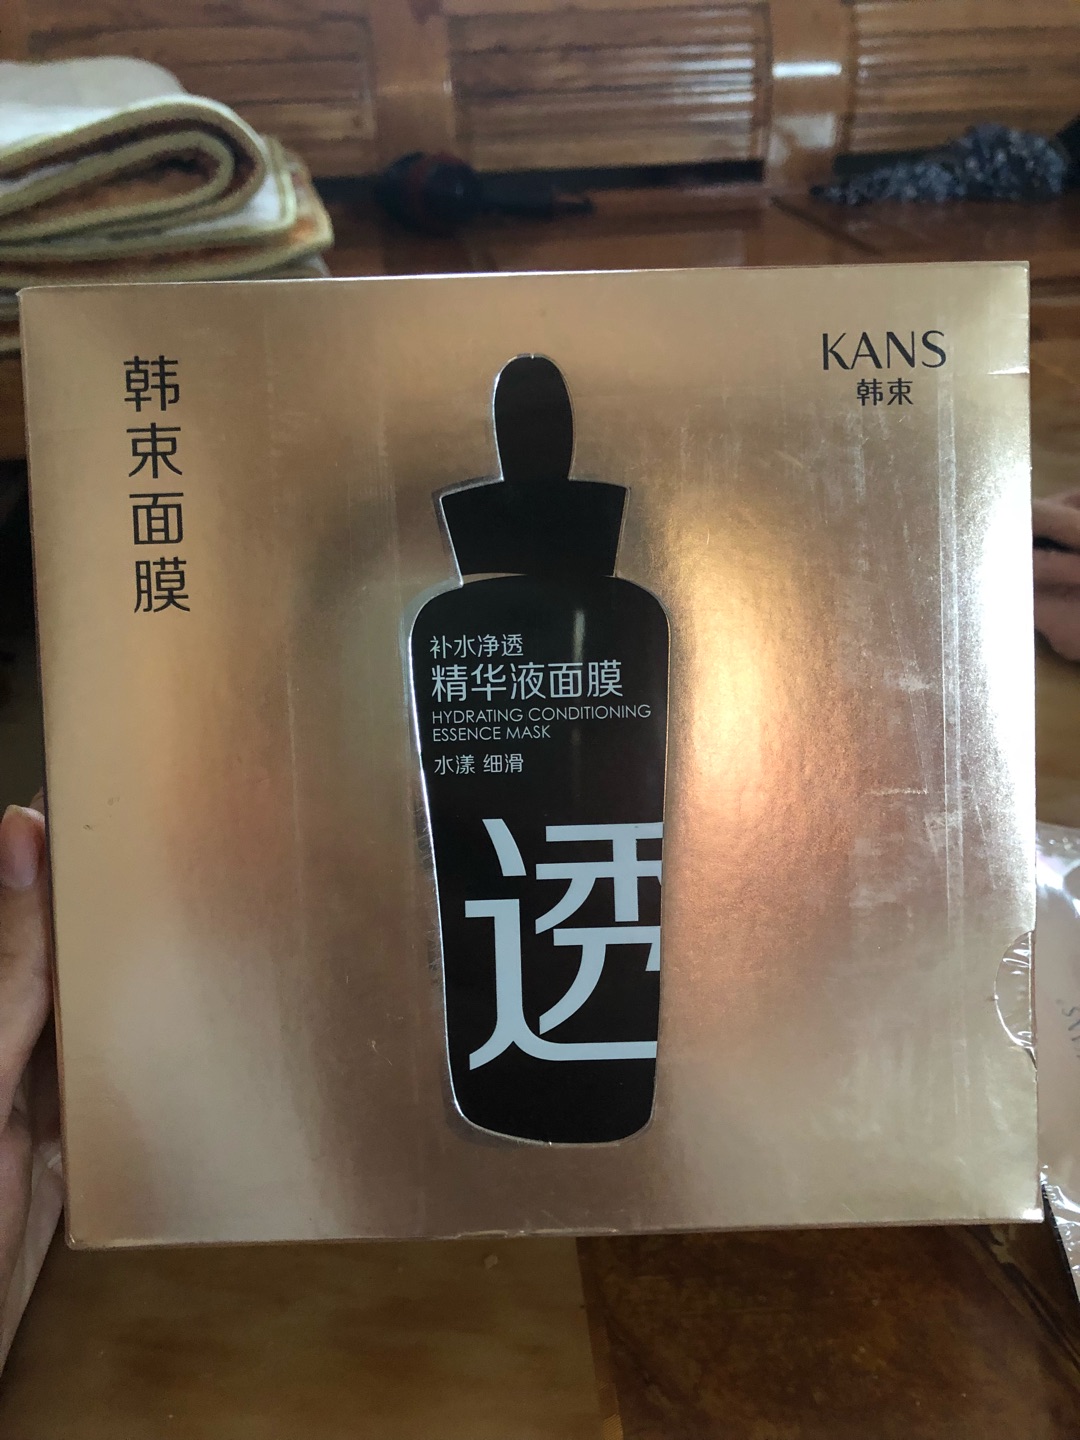 韩束面膜
KANS
韩束
补水净透
精华液面膜
HYDRATING CONDITIONING
ESSENCE MASK
水漾 细滑
透